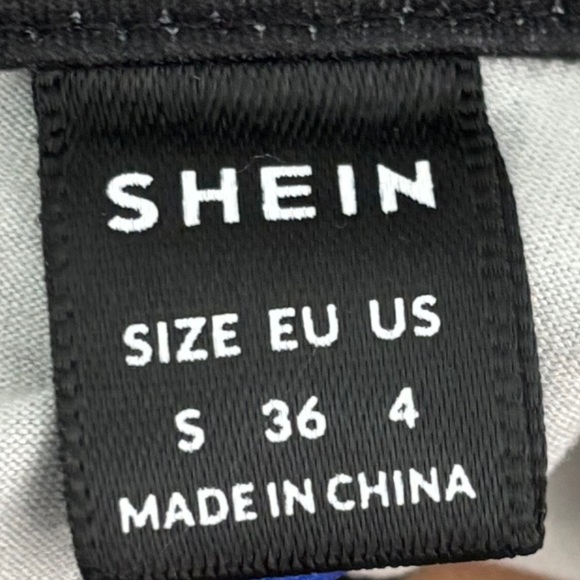 SHEIN
SIZE EU US
S 36 4
MADE IN CHINA